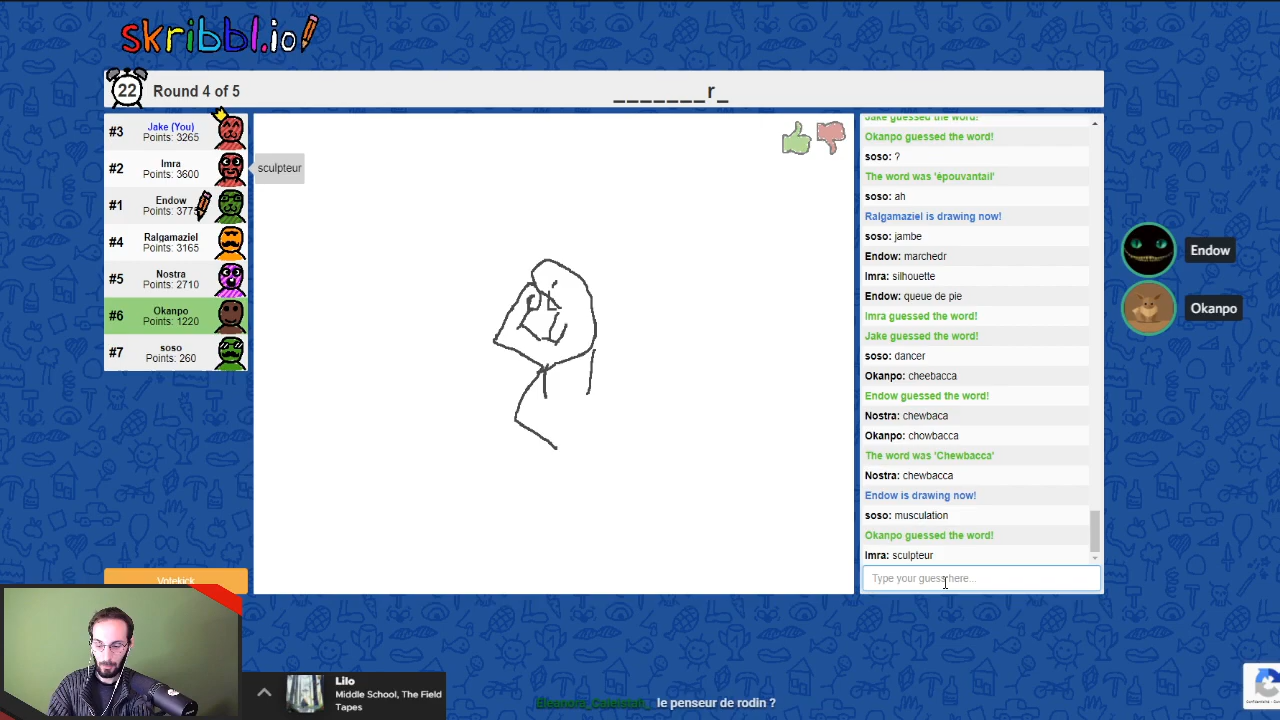 skribbl.io
22
Round 4 of 5
_______r_
#3
Jake (You)
Points: 3265
#2
Imra
Points: 3600
#1
Endow
Points: 3775
#4
Ralgamaziel
Points: 3165
#5
Nostra
Points: 2710
#6
Okanpo
Points: 1220
#7
soso
Points: 260
sculpteur
Votekick
Jake guessed the word!
Okanpo guessed the word!
soso: ?
The word was 'épouvantail'
soso: ah
Ralgamaziel is drawing now!
soso: jambe
Endow: marchedr
Imra: silhouette
Endow: queue de pie
Imra guessed the word!
Jake guessed the word!
soso: dancer
Okanpo: cheebacca
Endow guessed the word!
Nostra: chewbaca
Okanpo: chowbacca
The word was 'Chewbacca'
Nostra: chewbacca
Endow is drawing now!
soso: musculation
Okanpo guessed the word!
Imra: sculpteur
Type your guess here...
Endow
Okanpo
Lilo
Middle School, The Field
Tapes
le penseur de rodin ?